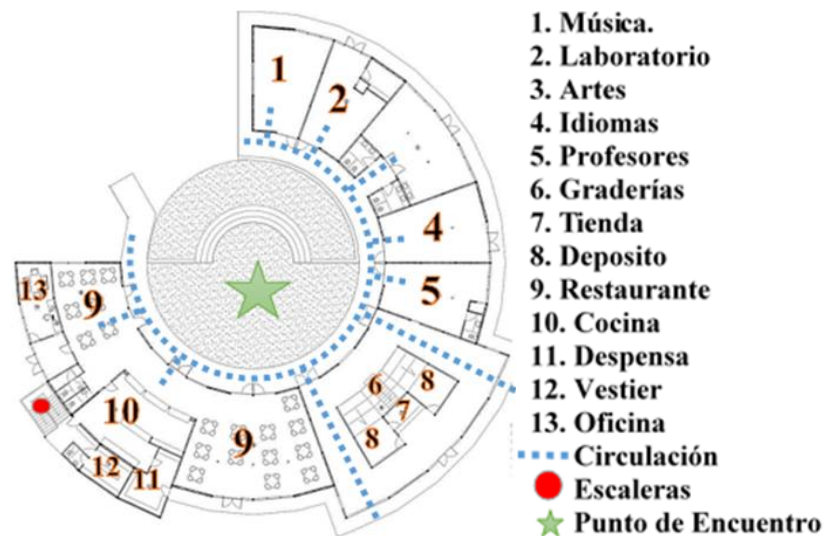 1
2
4
5
6
7
8
8
9
9
10
11
12
13
1. Música.
2. Laboratorio
3. Artes
4. Idiomas
5. Profesores
6. Graderías
7. Tienda
8. Deposito
9. Restaurante
10. Cocina
11. Despensa
12. Vestier
13. Oficina
Circulación
Escaleras
Punto de Encuentro